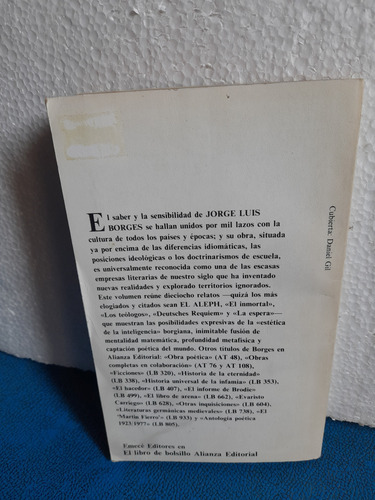 El saber y la sensibilidad de JORGE LUIS
BORGES se hallan unidos por mil lazos con la
cultura de todos los países y épocas; y su obra, situada
ya por encima de las diferencias idiomáticas, las
posiciones ideológicas o los doctrinarismos de escuela,
es universalmente reconocida como una de las escasas
empresas literarias de nuestro siglo que ha inventado
nuevas realidades y explorado territorios ignorados.
Este volumen reúne dieciocho relatos —quizá los más
elogiados y citados sean EL ALEPH, «El inmortal»,
«Los teólogos», «Deutsches Requiem» y «La espera»—
que muestran las posibilidades expresivas de la «estética
de la inteligencia» borgiana, inimitable fusión de
mentalidad matemática, profundidad metafísica y
captación poética del mundo. Otros títulos de Borges en
Alianza Editorial: «Obra poética» (AT 48), «Obras
completas en colaboración» (AT 76 y AT 108),
«Ficciones» (LB 320), «Historia de la eternidad»
(LB 338), «Historia universal de la infamia» (LB 353),
«El hacedor» (LB 407), «El informe de Brodie»
(LB 499), «El libro de arena» (LB 662), «Evaristo
Carriego» (LB 628), «Otras inquisiciones» (LB 604),
«Literaturas germánicas medievales» (LB 738), «El
'Martín Fierro'» (LB 933) y «Antología poética
1923/1977» (LB 805).
Emecé Editores en
El libro de bolsillo Alianza Editorial
Cubierta: Daniel Gil